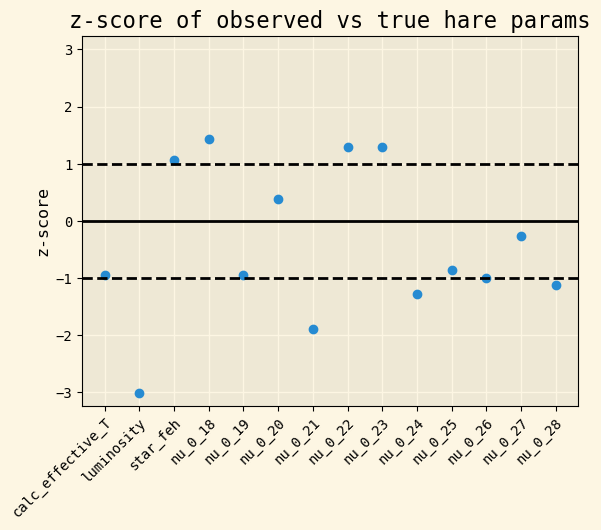 z-score of observed vs true hare params
z-score
3
2
1
0
−1
−2
−3
calc_effective_T
luminosity
star_feh
nu_0_18
nu_0_19
nu_0_20
nu_0_21
nu_0_22
nu_0_23
nu_0_24
nu_0_25
nu_0_26
nu_0_27
nu_0_28